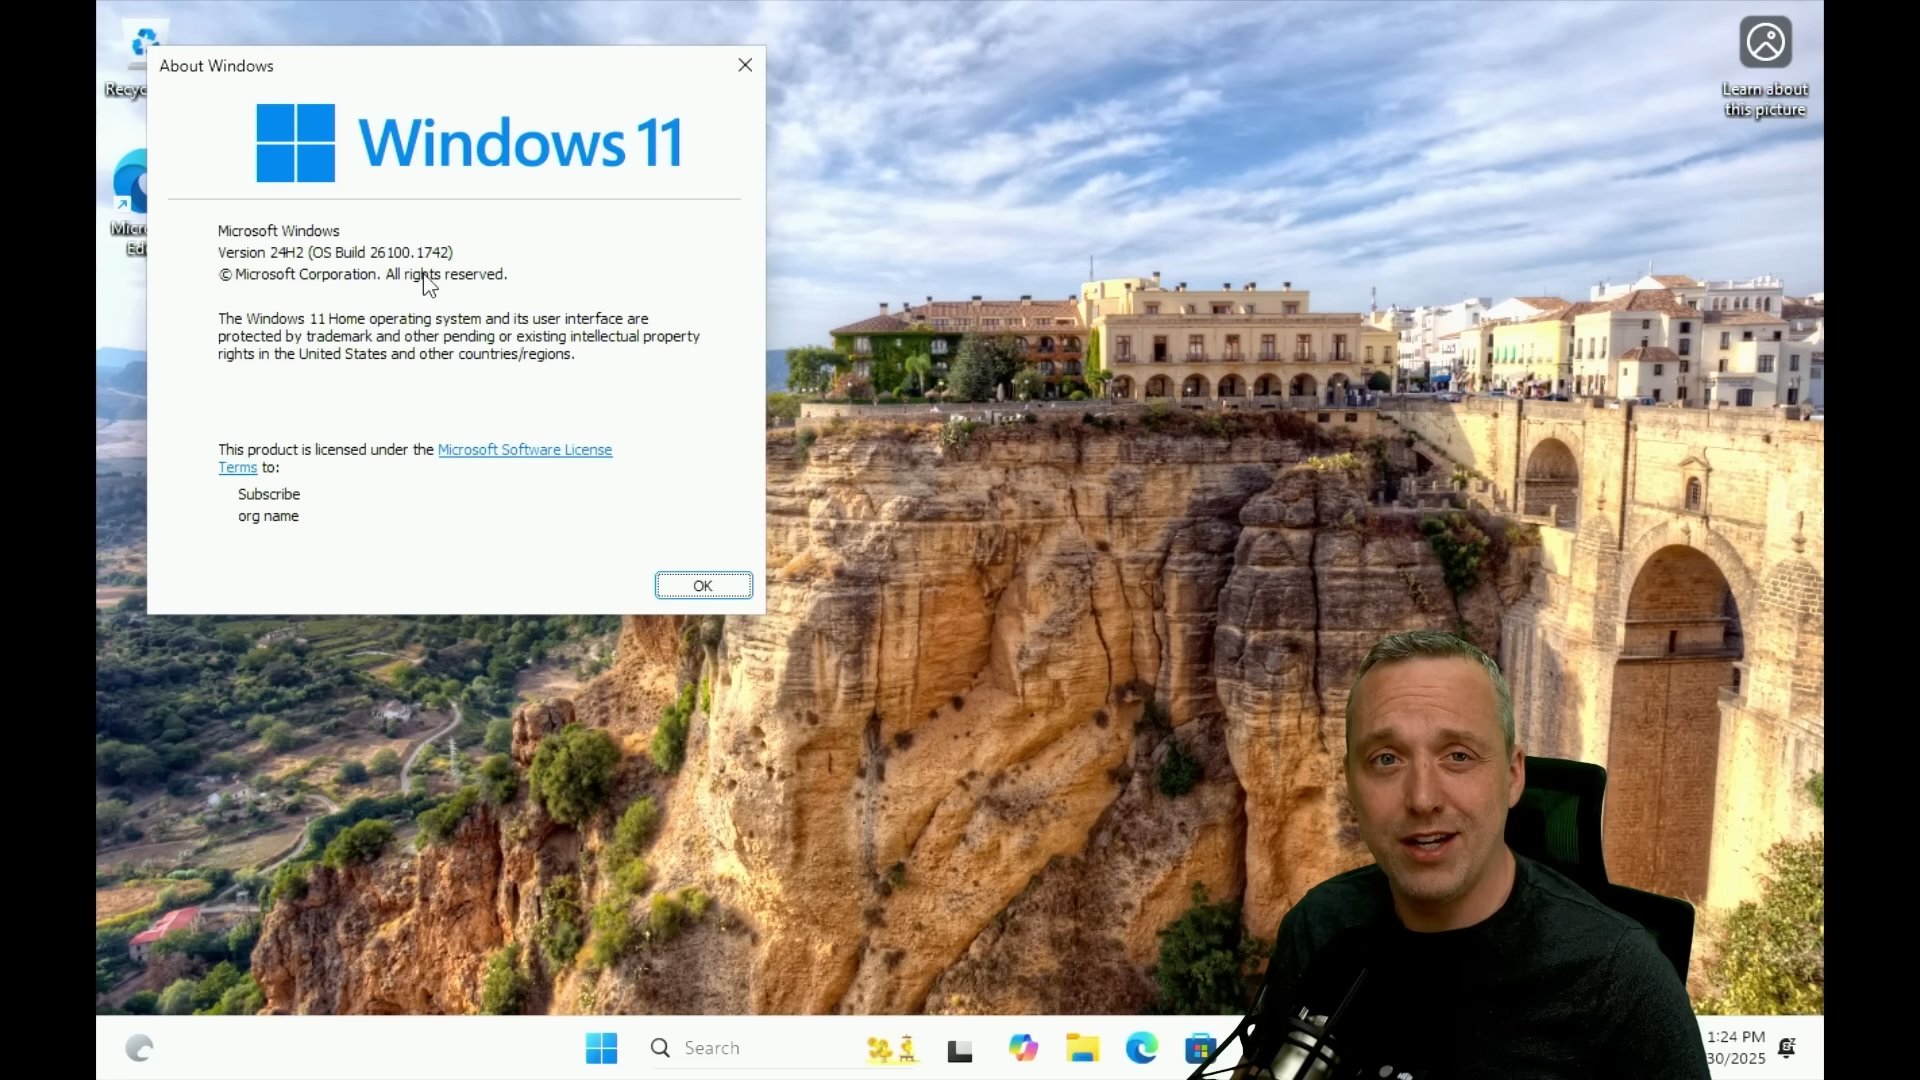 About Windows
Windows 11
Microsoft Windows
Version 24H2 (OS Build 26100.1742)
© Microsoft Corporation. All rights reserved.
The Windows 11 Home operating system and its user interface are
protected by trademark and other pending or existing intellectual property
rights in the United States and other countries/regions.
This product is licensed under the Microsoft Software License
Terms to:
Subscribe
org name
OK
Recyc
Micro
Ed
Learn about
this picture
Search
1:24 PM
30/2025